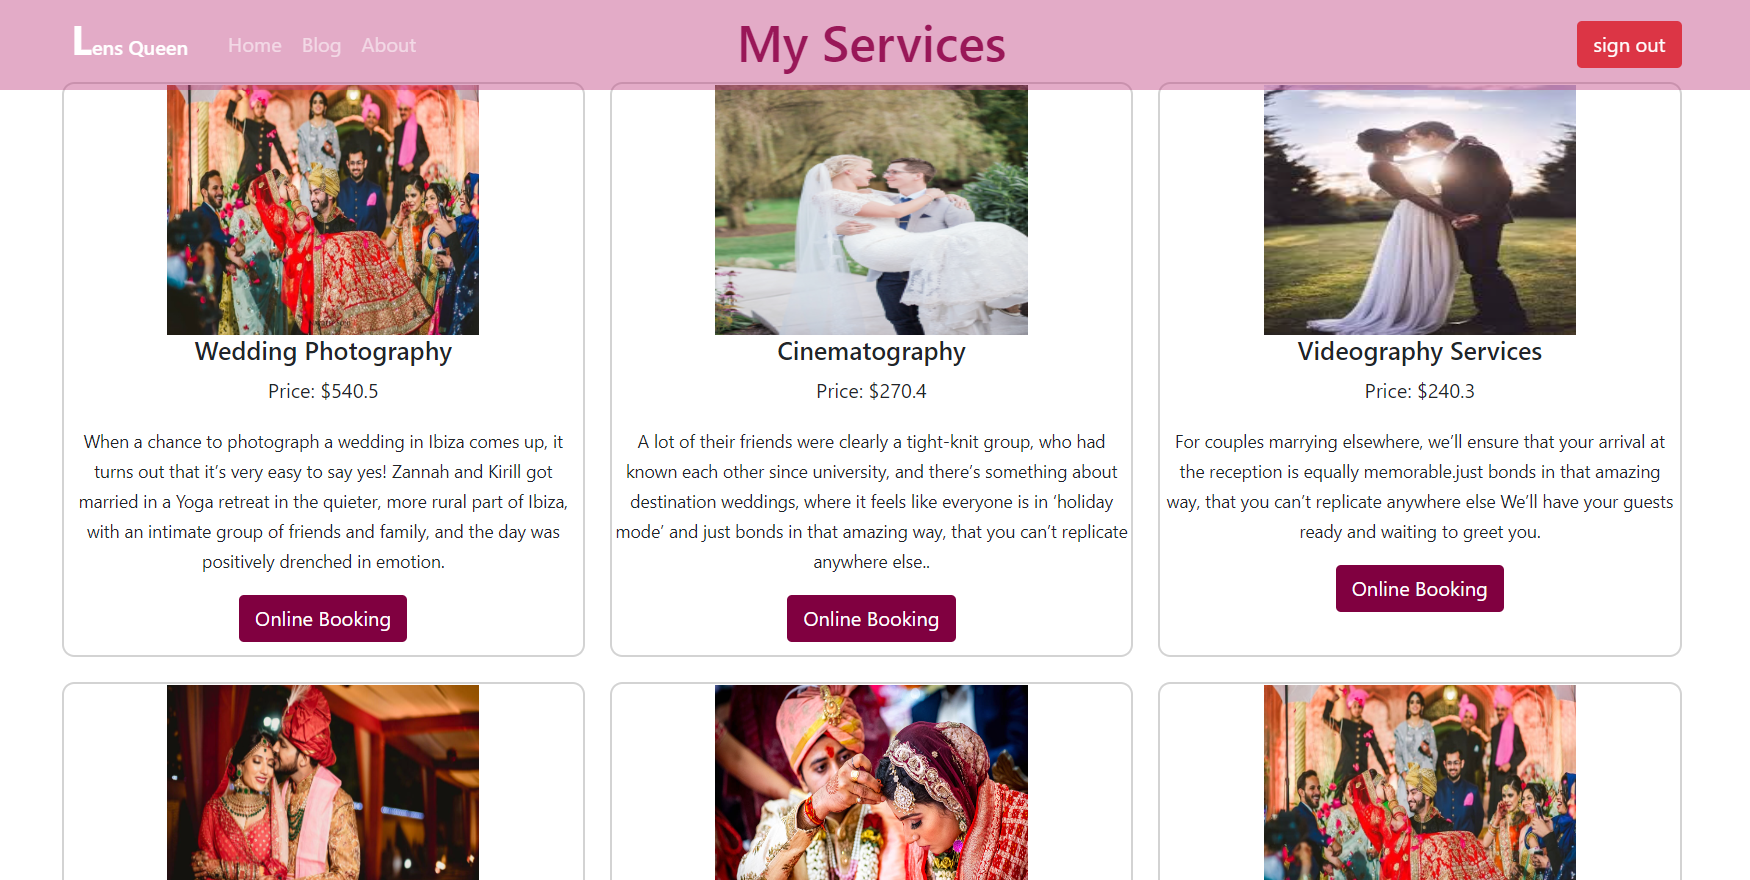 Lens Queen Home Blog About My Services sign out
Wedding Photography
Price: $540.5
When a chance to photograph a wedding in Ibiza comes up, it
turns out that it’s very easy to say yes! Zannah and Kirill got
married in a Yoga retreat in the quieter, more rural part of Ibiza,
with an intimate group of friends and family, and the day was
positively drenched in emotion.
Online Booking
Cinematography
Price: $270.4
A lot of their friends were clearly a tight-knit group, who had
known each other since university, and there’s something about
destination weddings, where it feels like everyone is in ‘holiday
mode’ and just bonds in that amazing way, that you can’t replicate
anywhere else..
Online Booking
Videography Services
Price: $240.3
For couples marrying elsewhere, we’ll ensure that your arrival at
the reception is equally memorable.just bonds in that amazing
way, that you can’t replicate anywhere else We’ll have your guests
ready and waiting to greet you.
Online Booking